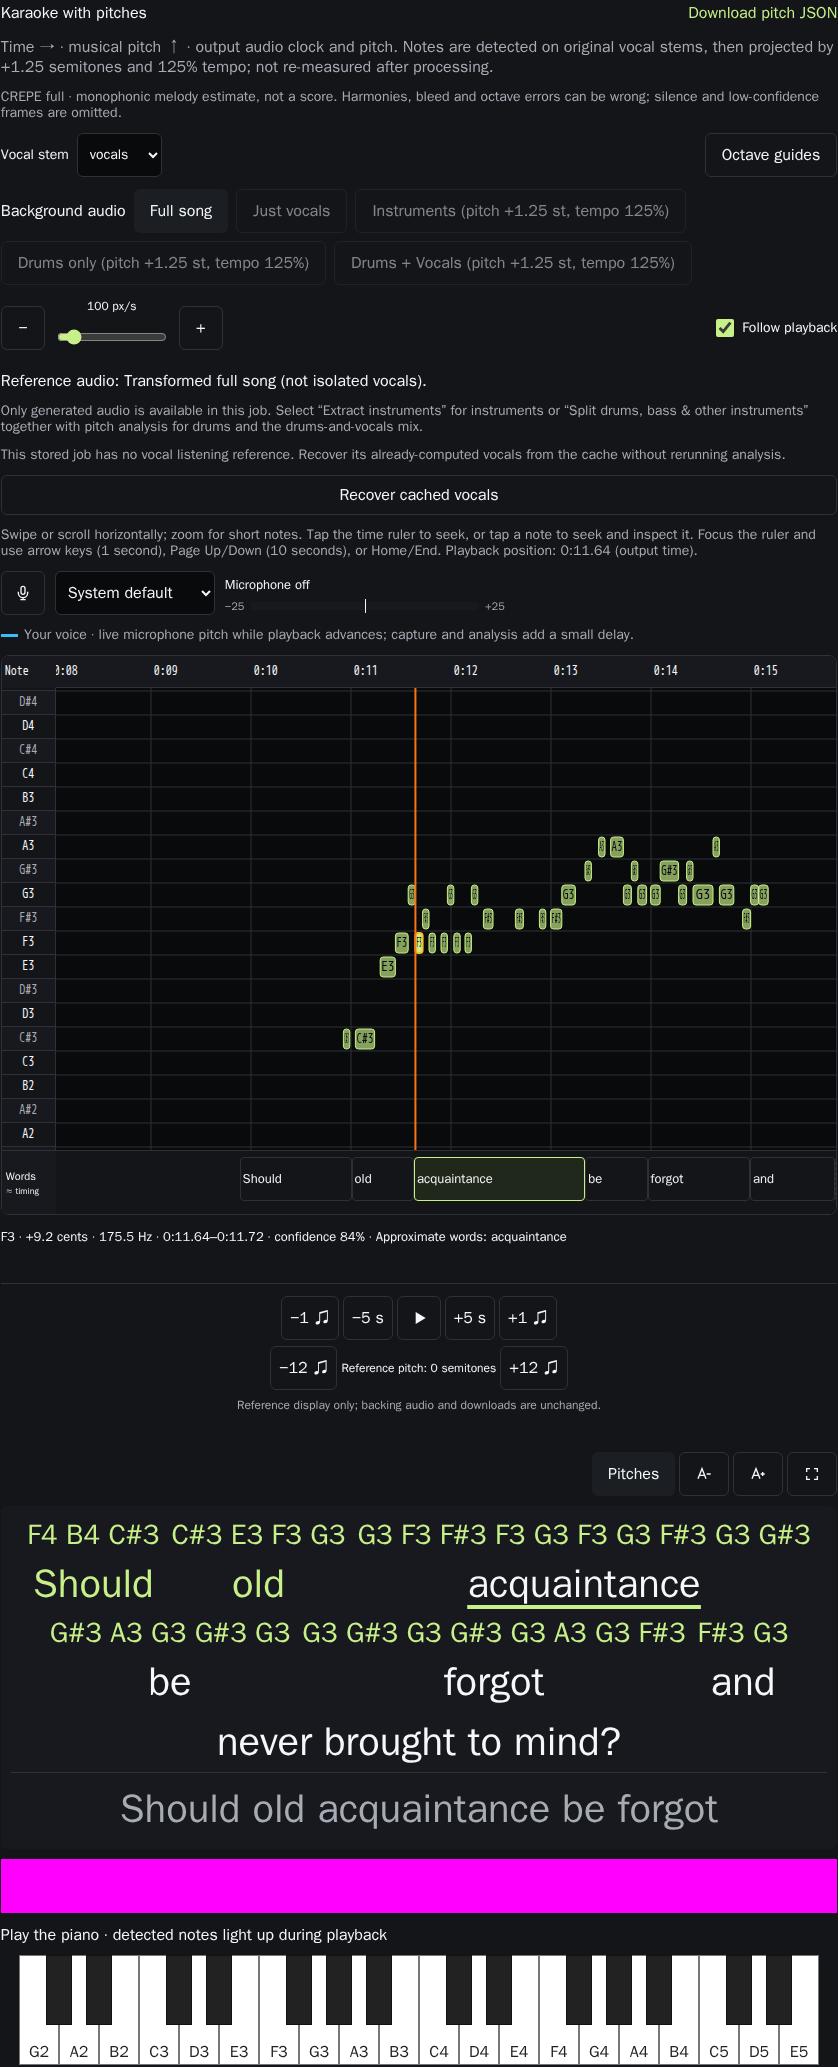 Karaoke with pitches
Download pitch JSON
Time → · musical pitch ↑ · output audio clock and pitch. Notes are detected on original vocal stems, then projected by
+1.25 semitones and 125% tempo; not re-measured after processing.
CREPE full · monophonic melody estimate, not a score. Harmonies, bleed and octave errors can be wrong; silence and low-confidence
frames are omitted.
Vocal stem vocals Octave guides
Background audio Full song Just vocals Instruments (pitch +1.25 st, tempo 125%)
Drums only (pitch +1.25 st, tempo 125%) Drums + Vocals (pitch +1.25 st, tempo 125%)
100 px/s
− + Follow playback
Reference audio: Transformed full song (not isolated vocals).
Only generated audio is available in this job. Select “Extract instruments” for instruments or “Split drums, bass & other instruments”
together with pitch analysis for drums and the drums-and-vocals mix.
This stored job has no vocal listening reference. Recover its already-computed vocals from the cache without rerunning analysis.
Recover cached vocals
Swipe or scroll horizontally; zoom for short notes. Tap the time ruler to seek, or tap a note to seek and inspect it. Focus the ruler and
use arrow keys (1 second), Page Up/Down (10 seconds), or Home/End. Playback position: 0:11.64 (output time).
System default Microphone off
−25 +25
Your voice · live microphone pitch while playback advances; capture and analysis add a small delay.
Note 0:08 0:09 0:10 0:11 0:12 0:13 0:14 0:15
D#4
D4
C#4
C4
B3
A#3
A3 A3
G#3 G#3
G3 G3 G3 G3 G3
F#3 F#3
F3 F3
E3 E3
D#3
D3
C#3 C#3
C3
B2
A#2
A2
Words
≈ timing
Should old acquaintance be forgot and
F3 · +9.2 cents · 175.5 Hz · 0:11.64–0:11.72 · confidence 84% · Approximate words: acquaintance
−1 ♫ −5 s ▶ +5 s +1 ♫
−12 ♫ Reference pitch: 0 semitones +12 ♫
Reference display only; backing audio and downloads are unchanged.
Pitches A- A+
F4 B4 C#3 C#3 E3 F3 G3 G3 F3 F#3 F3 G3 F3 G3 F#3 G3 G#3
Should old acquaintance
G#3 A3 G3 G#3 G3 G3 G#3 G3 G#3 G3 A3 G3 F#3 F#3 G3
be forgot and
never brought to mind?
Should old acquaintance be forgot
Play the piano · detected notes light up during playback
G2 A2 B2 C3 D3 E3 F3 G3 A3 B3 C4 D4 E4 F4 G4 A4 B4 C5 D5 E5